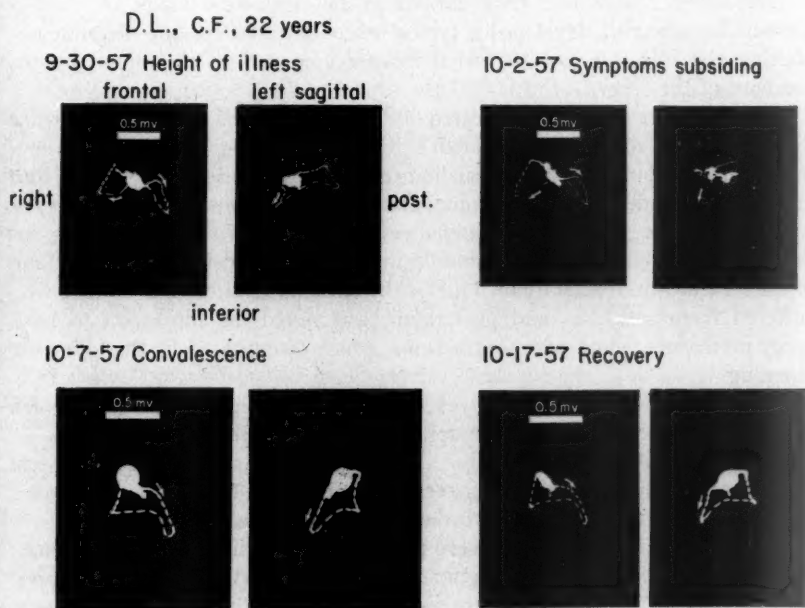 D.L., C.F., 22 years
9-30-57 Height of illness
frontal left sagittal
0.5 mv
right
post.
inferior
10-2-57 Symptoms subsiding
0.5 mv
10-7-57 Convalescence
0.5 mv
10-17-57 Recovery
0.5 mv